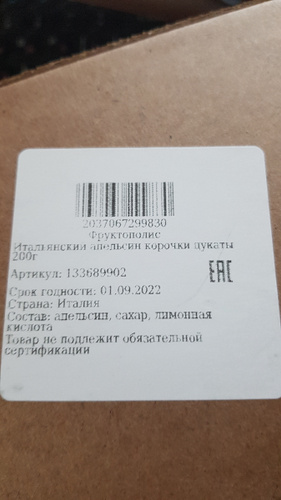 2037067299830
Фруктополис
Итальянский апельсин корочки цукаты
200г
Артикул: 133689902
EAC
Срок годности: 01.09.2022
Страна: Италия
Состав: апельсин, сахар, лимонная
кислота
Товар не подлежит обязательной
сертификации